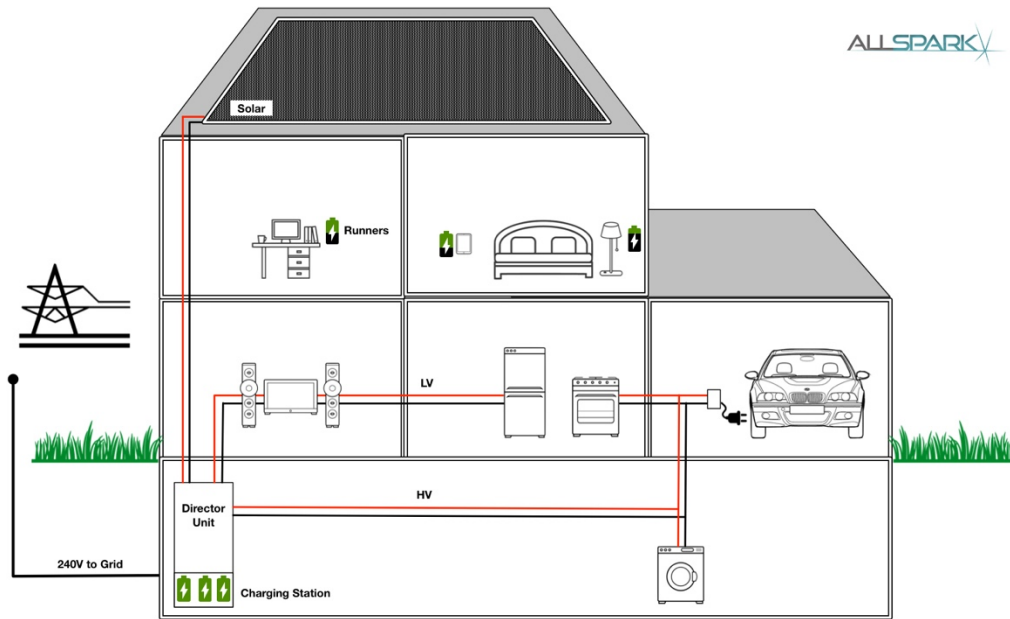 ALLSPARK
Solar
Runners
LV
HV
Director
Unit
240V to Grid
Charging Station